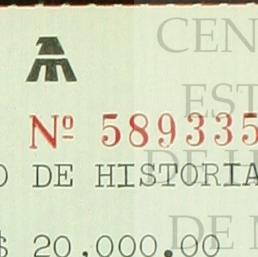 CEN
EST
Nº 589335
DE
O DE HISTORIA
DE
$ 20,000.00